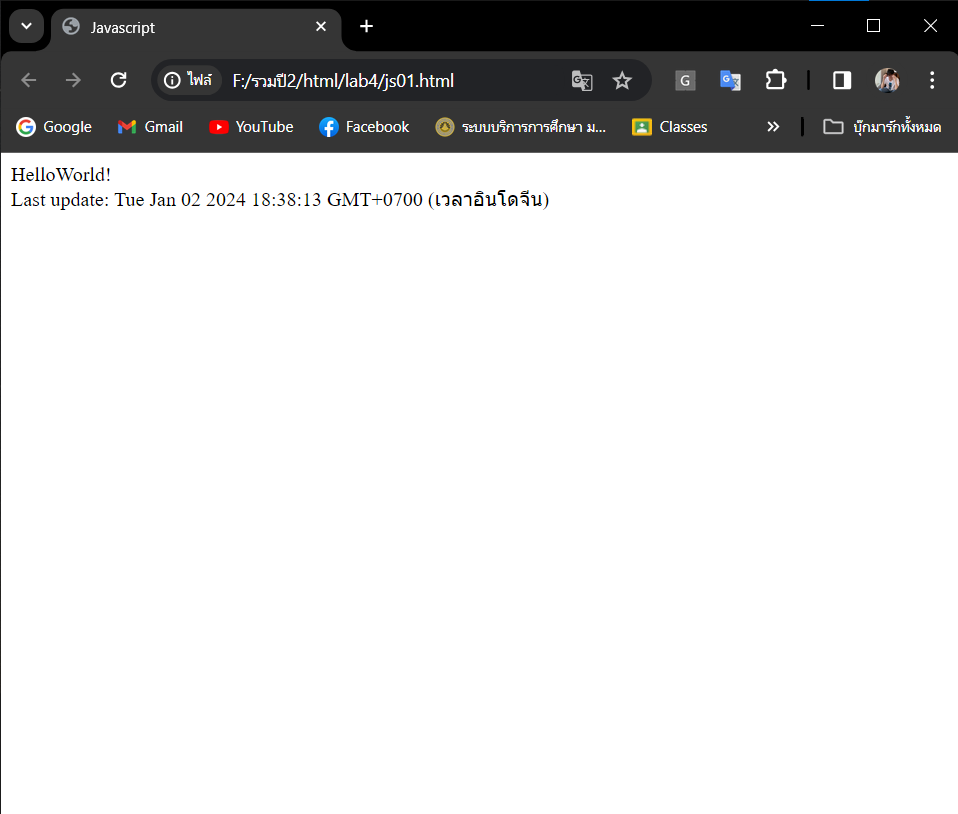 Javascript
ไฟล์ F:/รวมปี2/html/lab4/js01.html G
Google Gmail YouTube Facebook ระบบบริการการศึกษา ม... Classes บุ๊กมาร์กทั้งหมด
HelloWorld!
Last update: Tue Jan 02 2024 18:38:13 GMT+0700 (เวลาอินโดจีน)